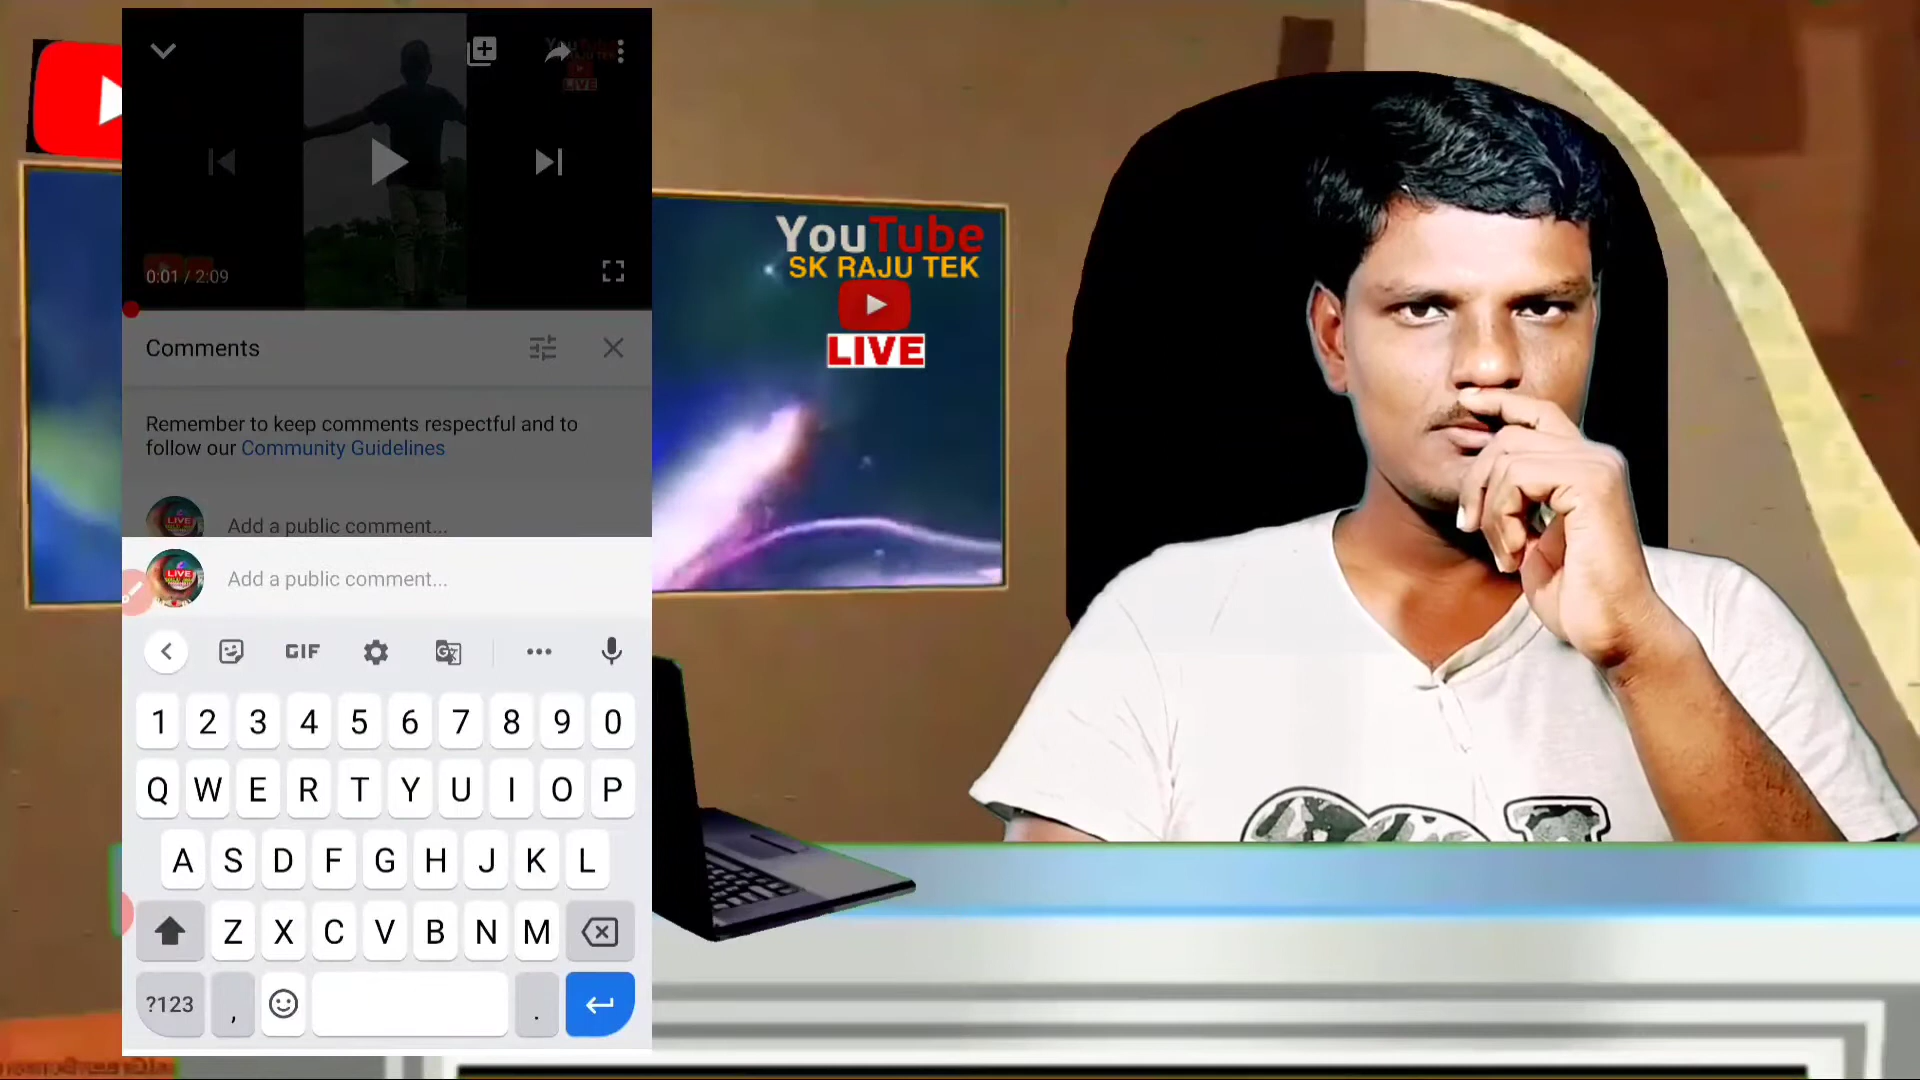 0:01 / 2:09
Comments
Remember to keep comments respectful and to
follow our Community Guidelines
LIVE
Add a public comment...
LIVE
Add a public comment...
GIF
1 2 3 4 5 6 7 8 9 0
Q W E R T Y U I O P
A S D F G H J K L
Z X C V B N M
?123 , .
YouTube
SK RAJU TEK
LIVE